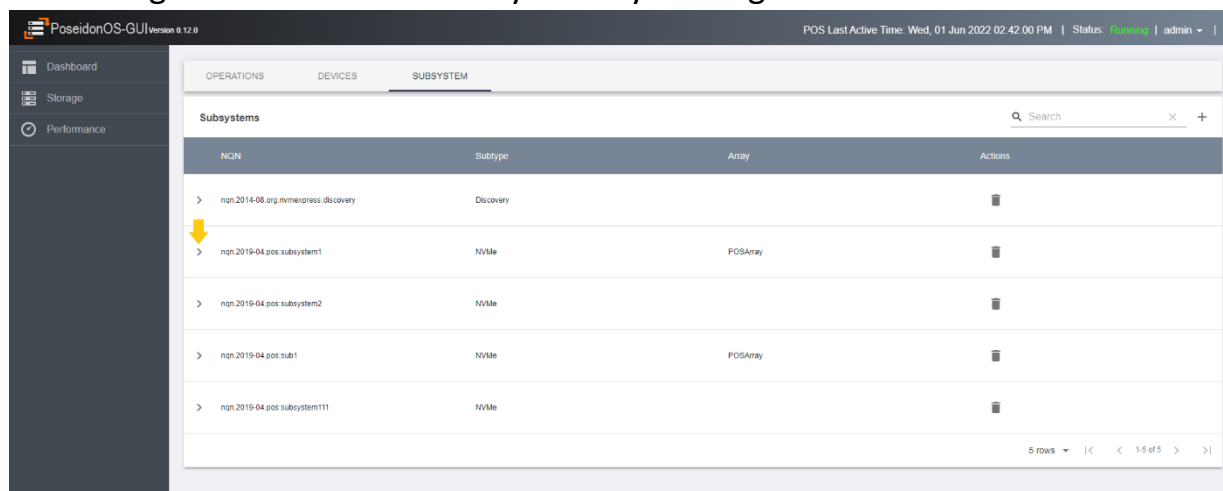 PoseidonOS-GUI Version 0.12.0
POS Last Active Time: Wed, 01 Jun 2022 02:42:00 PM | Status: Running | admin |
Dashboard
Storage
Performance
OPERATIONS DEVICES SUBSYSTEM
Subsystems
Search
NQN Subtype Array Actions
nqn.2014-08.org.nvmexpress.discovery Discovery
nqn.2019-04.pos:subsystem1 NVMe POSArray
nqn.2019-04.pos:subsystem2 NVMe
nqn.2019-04.pos:sub1 NVMe POSArray
nqn.2019-04.pos:subsystem111 NVMe
5 rows 1-5 of 5